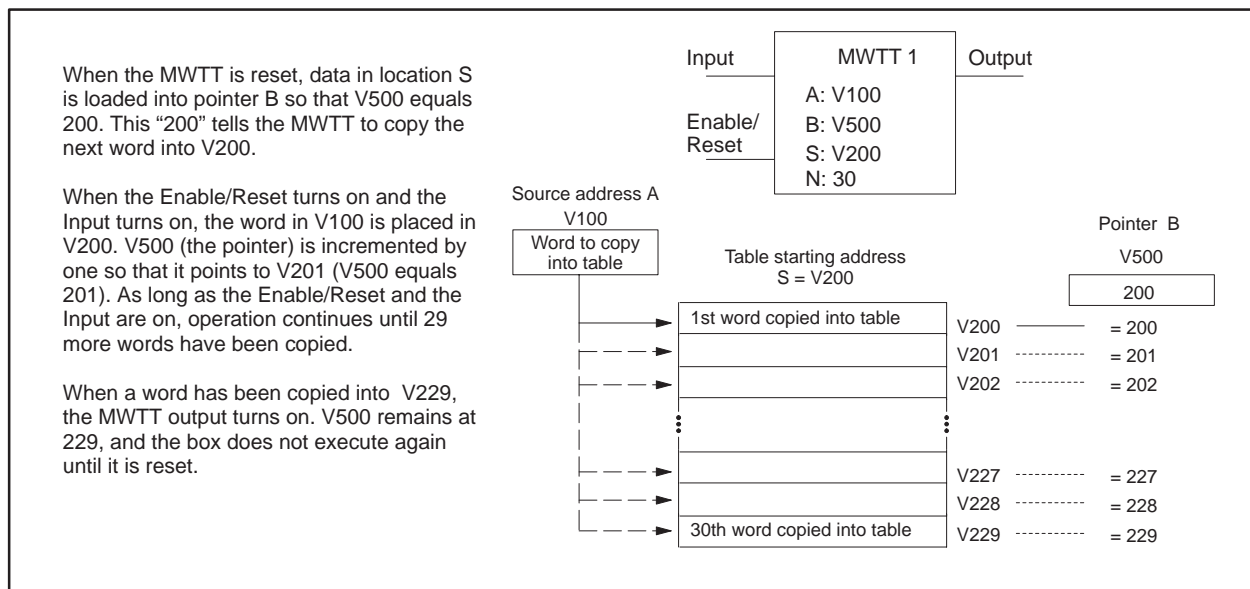 When the MWTT is reset, data in location S
is loaded into pointer B so that V500 equals
200. This “200” tells the MWTT to copy the
next word into V200.
When the Enable/Reset turns on and the
Input turns on, the word in V100 is placed in
V200. V500 (the pointer) is incremented by
one so that it points to V201 (V500 equals
201). As long as the Enable/Reset and the
Input are on, operation continues until 29
more words have been copied.
When a word has been copied into V229,
the MWTT output turns on. V500 remains at
229, and the box does not execute again
until it is reset.
Input
MWTT 1
Output
A: V100
Enable/
Reset
B: V500
S: V200
N: 30
Source address A
V100
Word to copy
into table
Table starting address
S = V200
Pointer B
V500
200
1st word copied into table
V200
= 200
V201
= 201
V202
= 202
V227
= 227
V228
= 228
30th word copied into table
V229
= 229